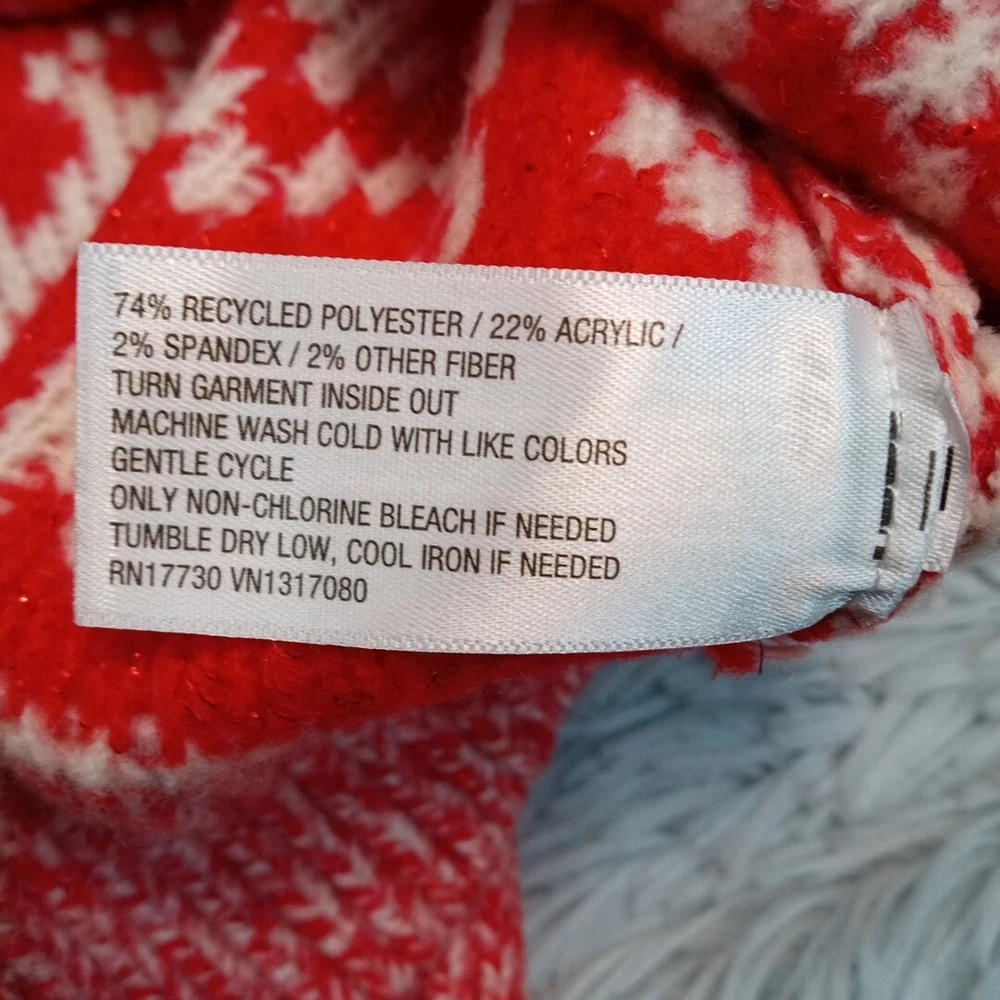 74% RECYCLED POLYESTER / 22% ACRYLIC /
2% SPANDEX / 2% OTHER FIBER
TURN GARMENT INSIDE OUT
MACHINE WASH COLD WITH LIKE COLORS
GENTLE CYCLE
ONLY NON-CHLORINE BLEACH IF NEEDED
TUMBLE DRY LOW, COOL IRON IF NEEDED
RN17730 VN1317080